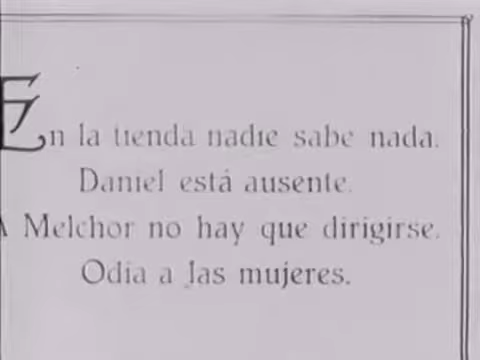 En la tienda nadie sabe nada.
Daniel está ausente.
A Melchor no hay que dirigirse.
Odia a las mujeres.